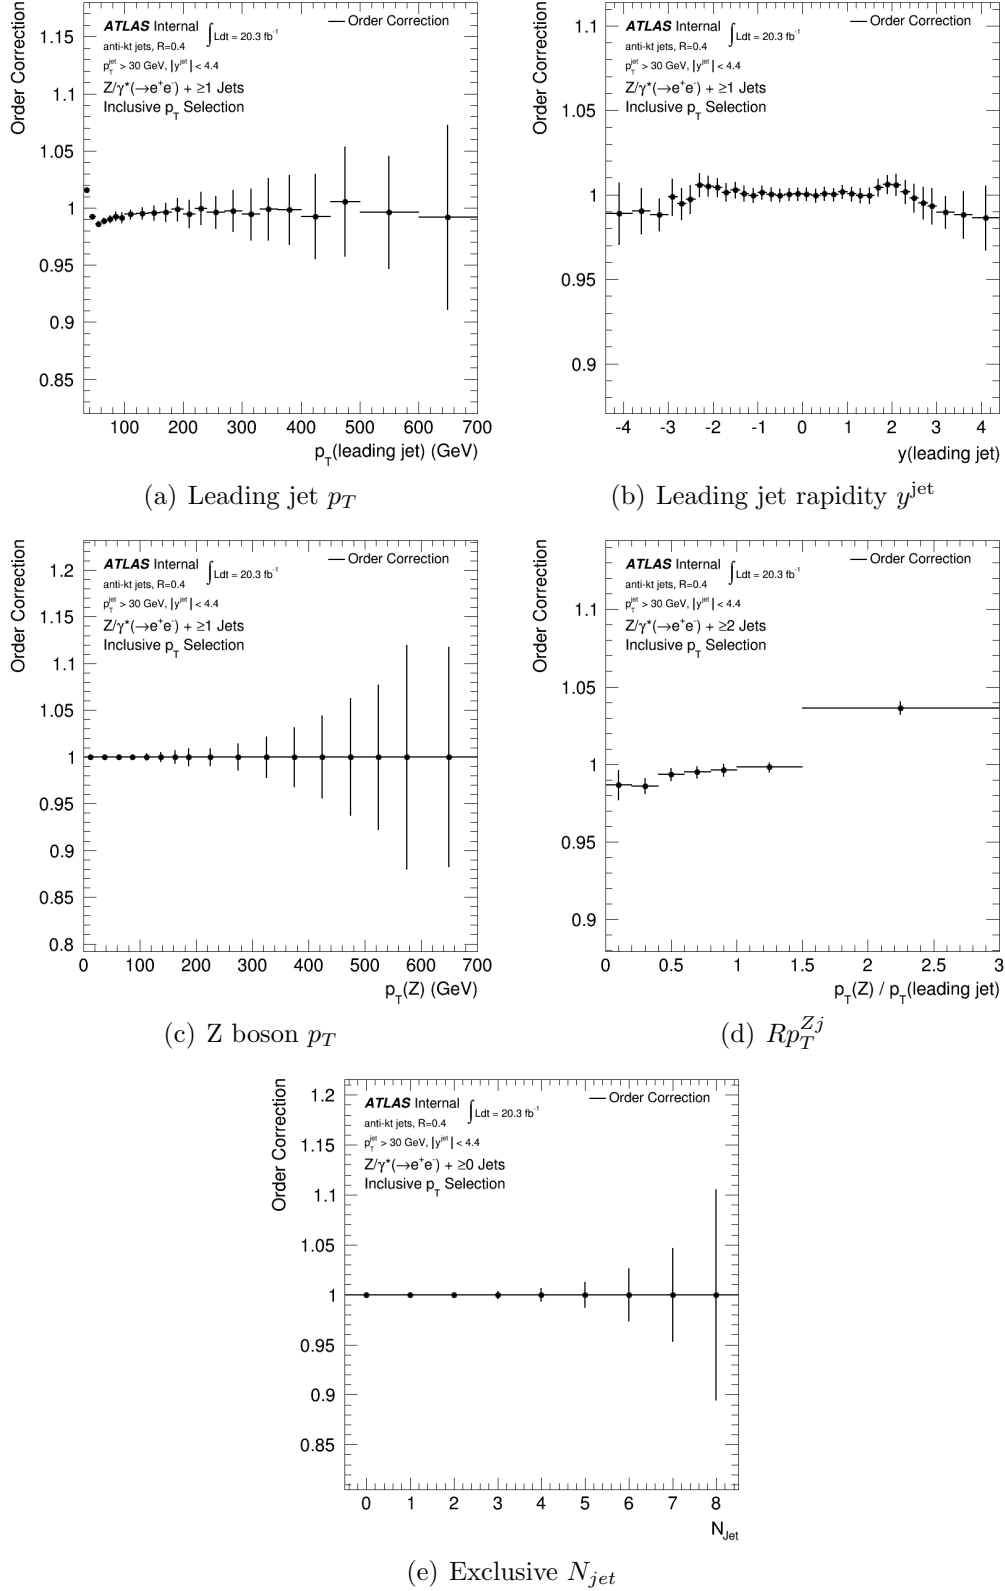 Order Correction
1.15
1.1
1.05
1
0.95
0.9
0.85
ATLAS Internal ∫Ldt = 20.3 fb⁻¹
Order Correction
anti-kt jets, R=0.4
p_T^jet > 30 GeV, |y^jet| < 4.4
Z/γ*(→e⁺e⁻) + ≥1 Jets
Inclusive p_T Selection
100 200 300 400 500 600 700
p_T(leading jet) (GeV)
(a) Leading jet p_T
Order Correction
1.1
1.05
1
0.95
0.9
ATLAS Internal ∫Ldt = 20.3 fb⁻¹
Order Correction
anti-kt jets, R=0.4
p_T^jet > 30 GeV, |y^jet| < 4.4
Z/γ*(→e⁺e⁻) + ≥1 Jets
Inclusive p_T Selection
-4 -3 -2 -1 0 1 2 3 4
y(leading jet)
(b) Leading jet rapidity y^jet
Order Correction
1.2
1.15
1.1
1.05
1
0.95
0.9
0.85
0.8
ATLAS Internal ∫Ldt = 20.3 fb⁻¹
Order Correction
anti-kt jets, R=0.4
p_T^jet > 30 GeV, |y^jet| < 4.4
Z/γ*(→e⁺e⁻) + ≥1 Jets
Inclusive p_T Selection
0 100 200 300 400 500 600 700
p_T(Z) (GeV)
(c) Z boson p_T
Order Correction
1.1
1.05
1
0.95
0.9
ATLAS Internal ∫Ldt = 20.3 fb⁻¹
Order Correction
anti-kt jets, R=0.4
p_T^jet > 30 GeV, |y^jet| < 4.4
Z/γ*(→e⁺e⁻) + ≥2 Jets
Inclusive p_T Selection
0 0.5 1 1.5 2 2.5 3
p_T(Z) / p_T(leading jet)
(d) Rp_T^Zj
Order Correction
1.2
1.15
1.1
1.05
1
0.95
0.9
0.85
ATLAS Internal ∫Ldt = 20.3 fb⁻¹
Order Correction
anti-kt jets, R=0.4
p_T^jet > 30 GeV, |y^jet| < 4.4
Z/γ*(→e⁺e⁻) + ≥0 Jets
Inclusive p_T Selection
0 1 2 3 4 5 6 7 8
N_Jet
(e) Exclusive N_jet